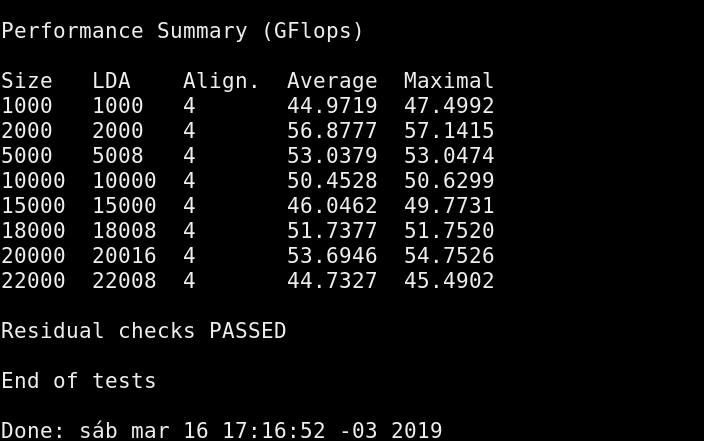 Performance Summary (GFlops)
Size LDA Align. Average Maximal
1000 1000 4 44.9719 47.4992
2000 2000 4 56.8777 57.1415
5000 5008 4 53.0379 53.0474
10000 10000 4 50.4528 50.6299
15000 15000 4 46.0462 49.7731
18000 18008 4 51.7377 51.7520
20000 20016 4 53.6946 54.7526
22000 22008 4 44.7327 45.4902
Residual checks PASSED
End of tests
Done: sáb mar 16 17:16:52 -03 2019